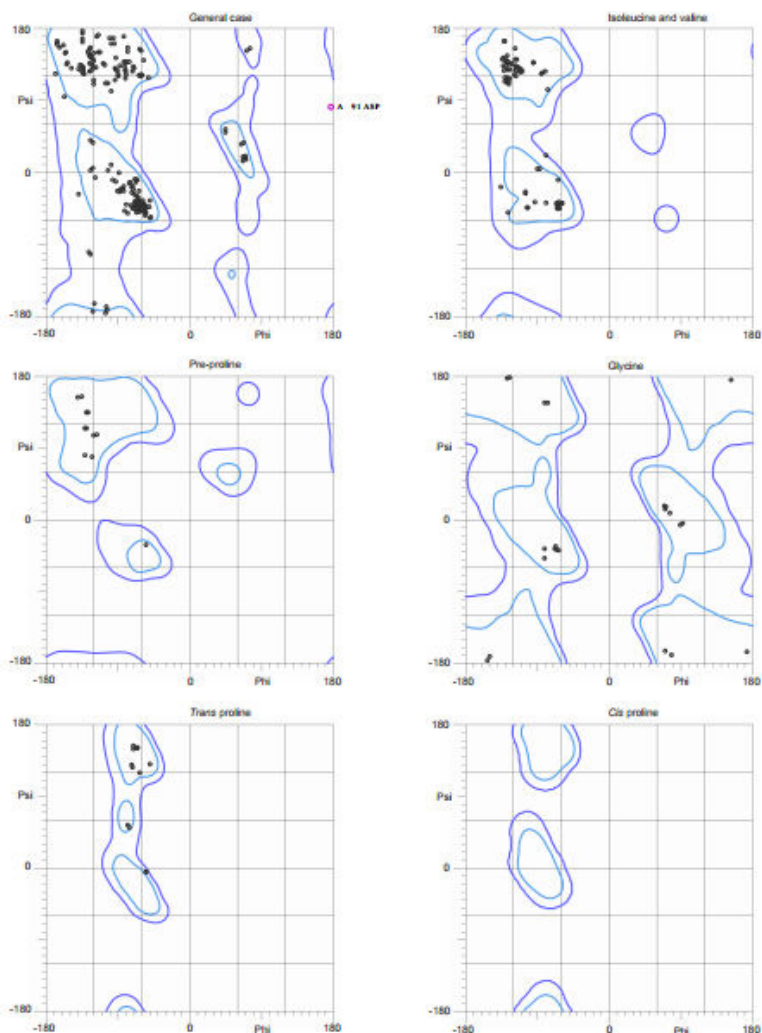 General case
180
Psi
A 91 ASP
0
-180
-180
0
Phi
180
Isoleucine and valine
180
Psi
0
-180
-180
0
Phi
180
Pre-proline
180
Psi
0
-180
-180
0
Phi
180
Glycine
180
Psi
0
-180
-180
0
Phi
180
Trans proline
180
Psi
0
-180
-180
0
Phi
180
Cis proline
180
Psi
0
-180
-180
0
Phi
180